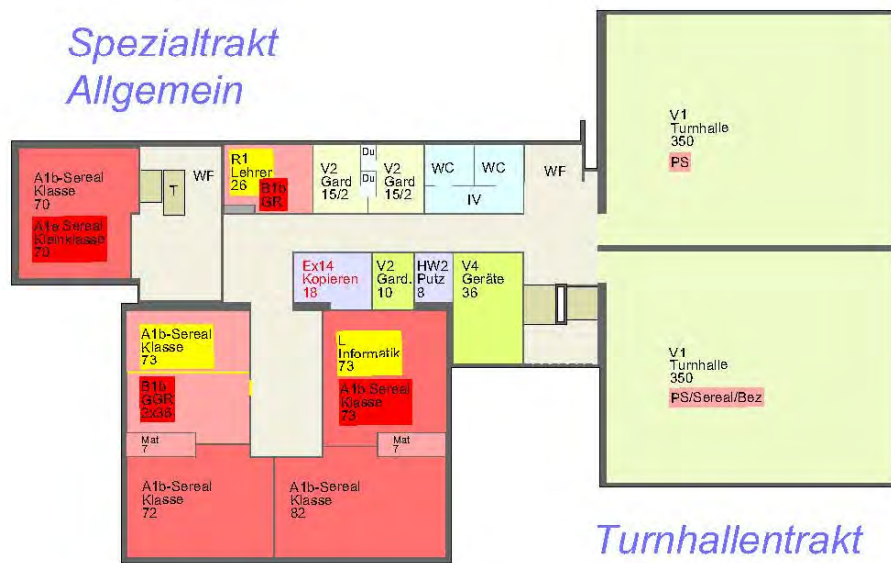 Spezialtrakt
Allgemein
V1
Turnhalle
350
PS
A1b-Sereal
Klasse
70
A1a Sereal
Kleinklasse
70
T
WF
R1
Lehrer
26
B1b
GR
V2
Gard
15/2
Du
Du
V2
Gard
15/2
WC
WC
IV
WF
Ex14
Kopieren
18
V2
Gard.
10
HW2
Putz
8
V4
Geräte
36
A1b-Sereal
Klasse
73
B1b
GGR
2x36
Mat
7
L
Informatik
73
A1b Sereal
Klasse
73
Mat
7
A1b-Sereal
Klasse
72
A1b-Sereal
Klasse
82
V1
Turnhalle
350
PS/Sereal/Bez
Turnhallentrakt